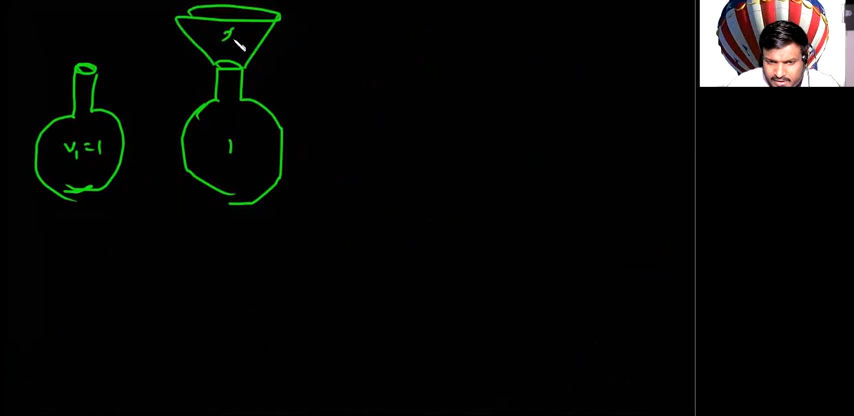 x
v₁ = 1
1